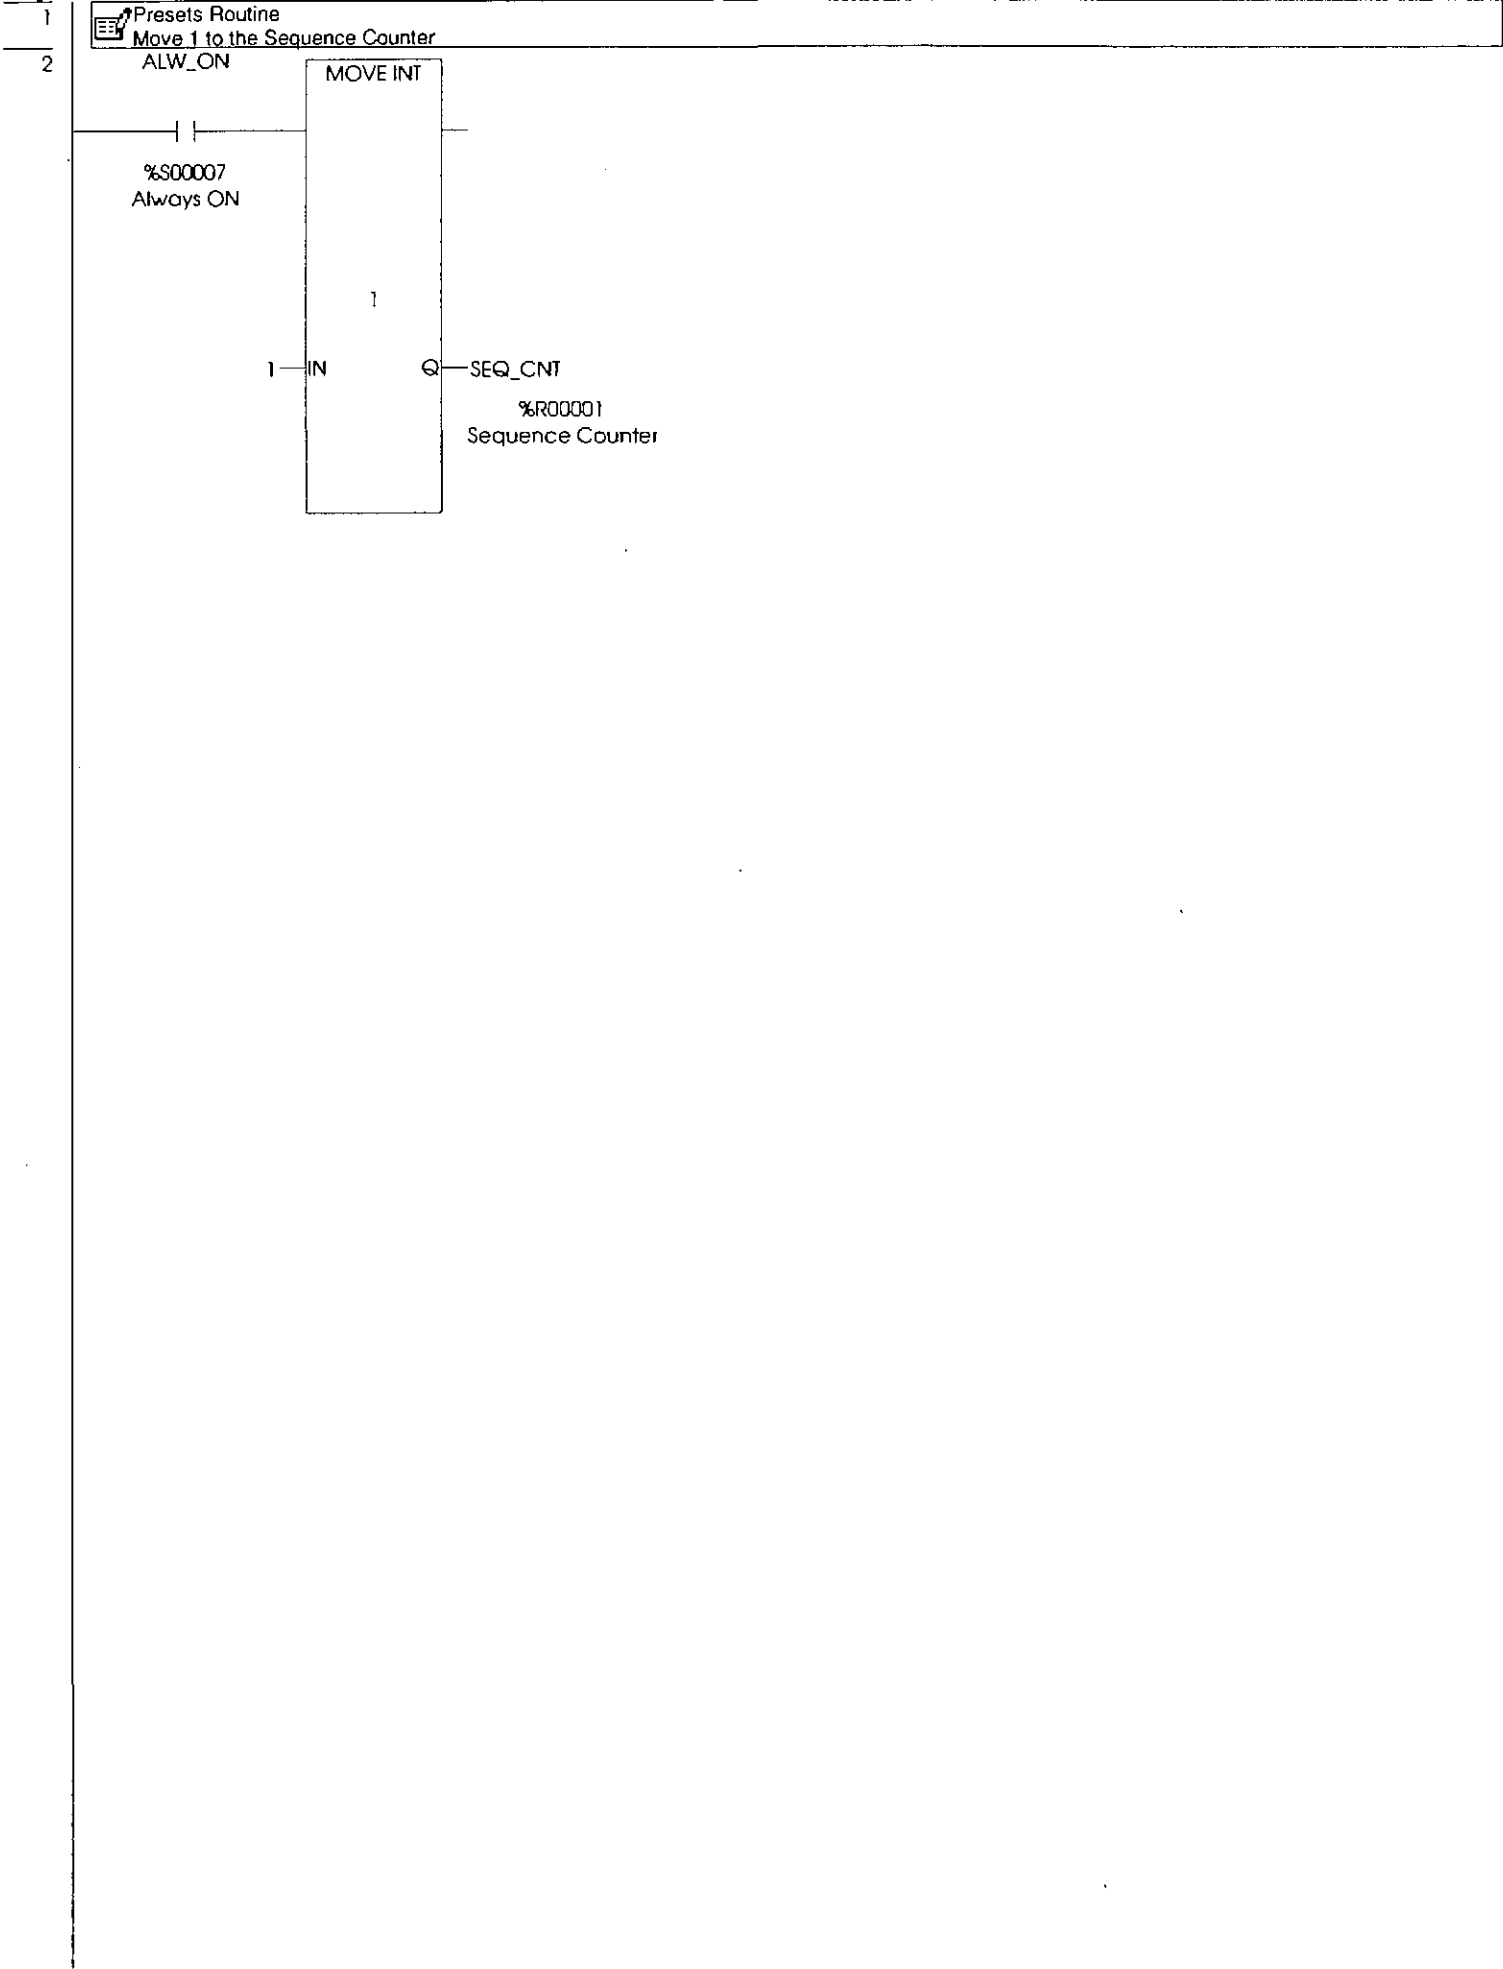 1
Presets Routine
Move 1 to the Sequence Counter
2
ALW_ON
MOVE INT
%S00007
Always ON
1
1 IN Q SEQ_CNT
%R00001
Sequence Counter